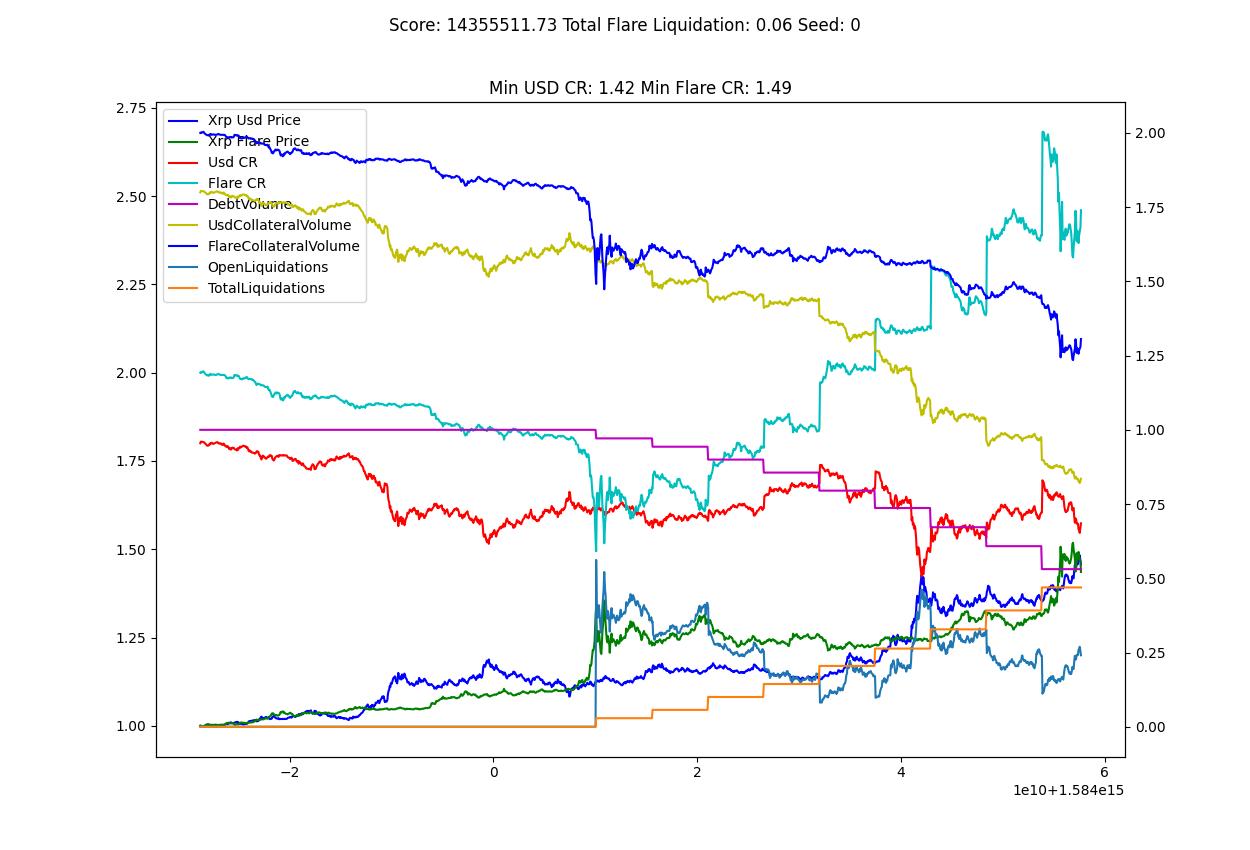 Score: 14355511.73 Total Flare Liquidation: 0.06 Seed: 0
Min USD CR: 1.42 Min Flare CR: 1.49
2.75
2.50
2.25
2.00
1.75
1.50
1.25
1.00
Xrp Usd Price
Xrp Flare Price
Usd CR
Flare CR
DebtVolume
UsdCollateralVolume
FlareCollateralVolume
OpenLiquidations
TotalLiquidations
2.00
1.75
1.50
1.25
1.00
0.75
0.50
0.25
0.00
−2 0 2 4 6
1e10+1.584e15